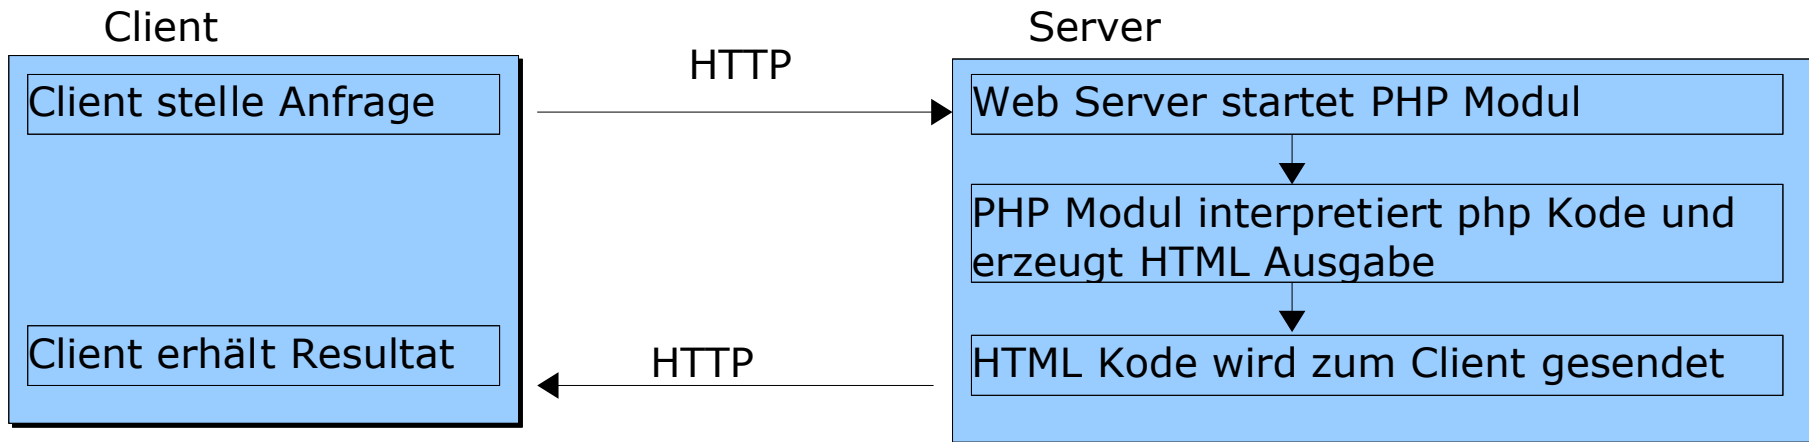 Client
Server
HTTP
Client stelle Anfrage
Web Server startet PHP Modul
PHP Modul interpretiert php Kode und
erzeugt HTML Ausgabe
Client erhält Resultat
HTTP
HTML Kode wird zum Client gesendet